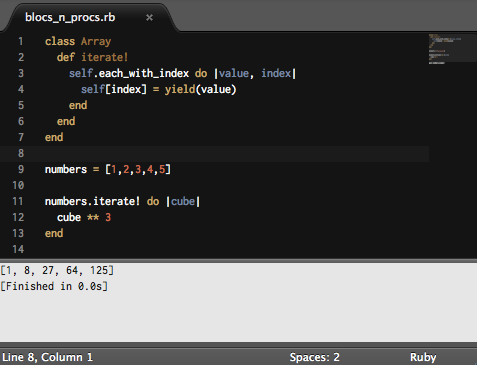 blocs_n_procs.rb ×
1 class Array
2   def iterate!
3     self.each_with_index do |value, index|
4       self[index] = yield(value)
5     end
6   end
7 end
8
9 numbers = [1,2,3,4,5]
10
11 numbers.iterate! do |cube|
12   cube ** 3
13 end
14
[1, 8, 27, 64, 125]
[Finished in 0.0s]
Line 8, Column 1 Spaces: 2 Ruby